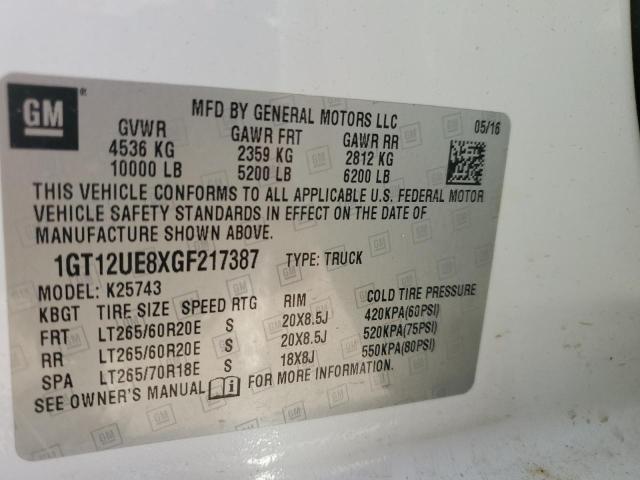 GM
MFD BY GENERAL MOTORS LLC
05/16
GVWR GAWR FRT GAWR RR
4536 KG 2359 KG 2812 KG
10000 LB 5200 LB 6200 LB
THIS VEHICLE CONFORMS TO ALL APPLICABLE U.S. FEDERAL MOTOR
VEHICLE SAFETY STANDARDS IN EFFECT ON THE DATE OF
MANUFACTURE SHOWN ABOVE.
1GT12UE8XGF217387 TYPE: TRUCK
MODEL: K25743
KBGT TIRE SIZE SPEED RTG RIM COLD TIRE PRESSURE
FRT LT265/60R20E S 20X8.5J 420KPA(60PSI)
RR LT265/60R20E S 20X8.5J 520KPA(75PSI)
SPA LT265/70R18E S 18X8J 550KPA(80PSI)
SEE OWNER'S MANUAL FOR MORE INFORMATION.